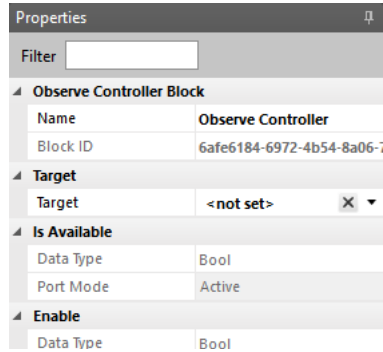 Properties
Filter
Observe Controller Block
Name Observe Controller
Block ID 6afe6184-6972-4b54-8a06-7
Target
Target <not set>
Is Available
Data Type Bool
Port Mode Active
Enable
Data Type Bool